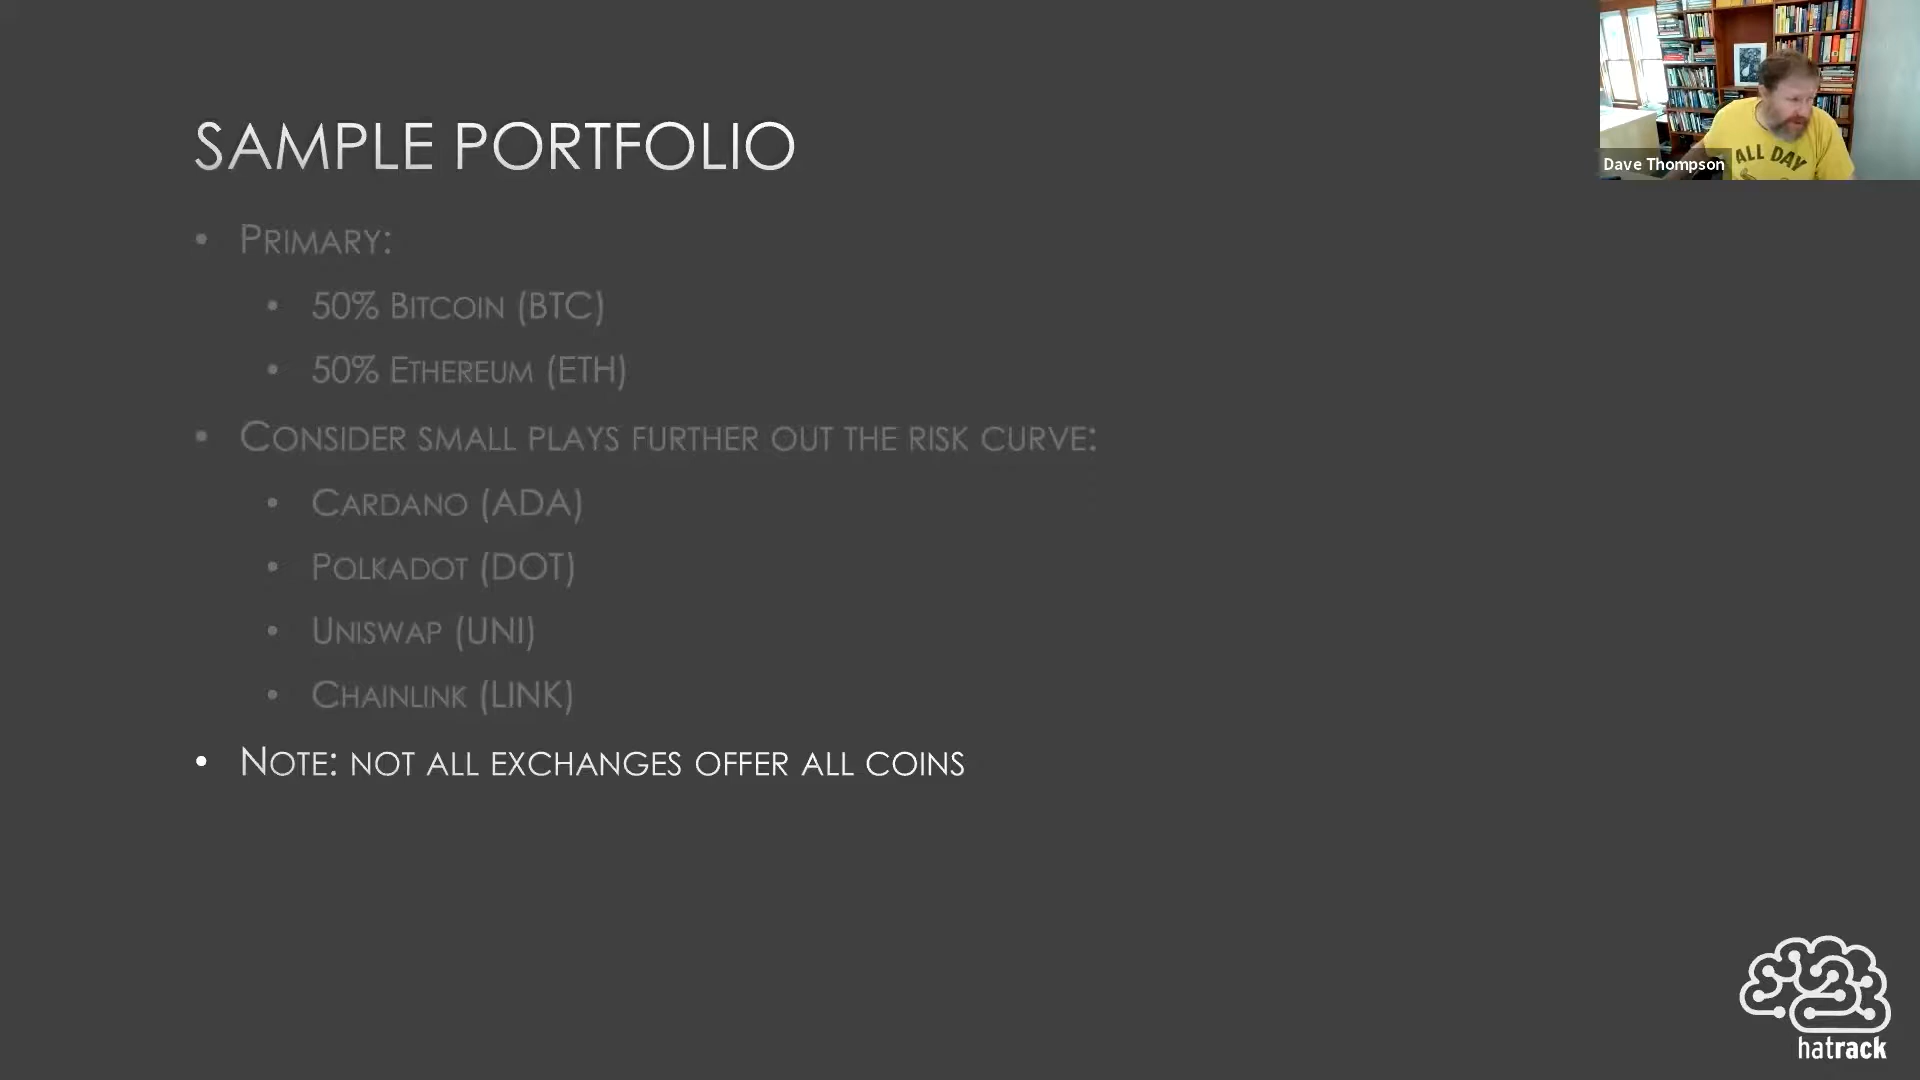 SAMPLE PORTFOLIO
• PRIMARY:
• 50% BITCOIN (BTC)
• 50% ETHEREUM (ETH)
• CONSIDER SMALL PLAYS FURTHER OUT THE RISK CURVE:
• CARDANO (ADA)
• POLKADOT (DOT)
• UNISWAP (UNI)
• CHAINLINK (LINK)
• NOTE: NOT ALL EXCHANGES OFFER ALL COINS
ALL DAY
Dave Thompson
hatrack